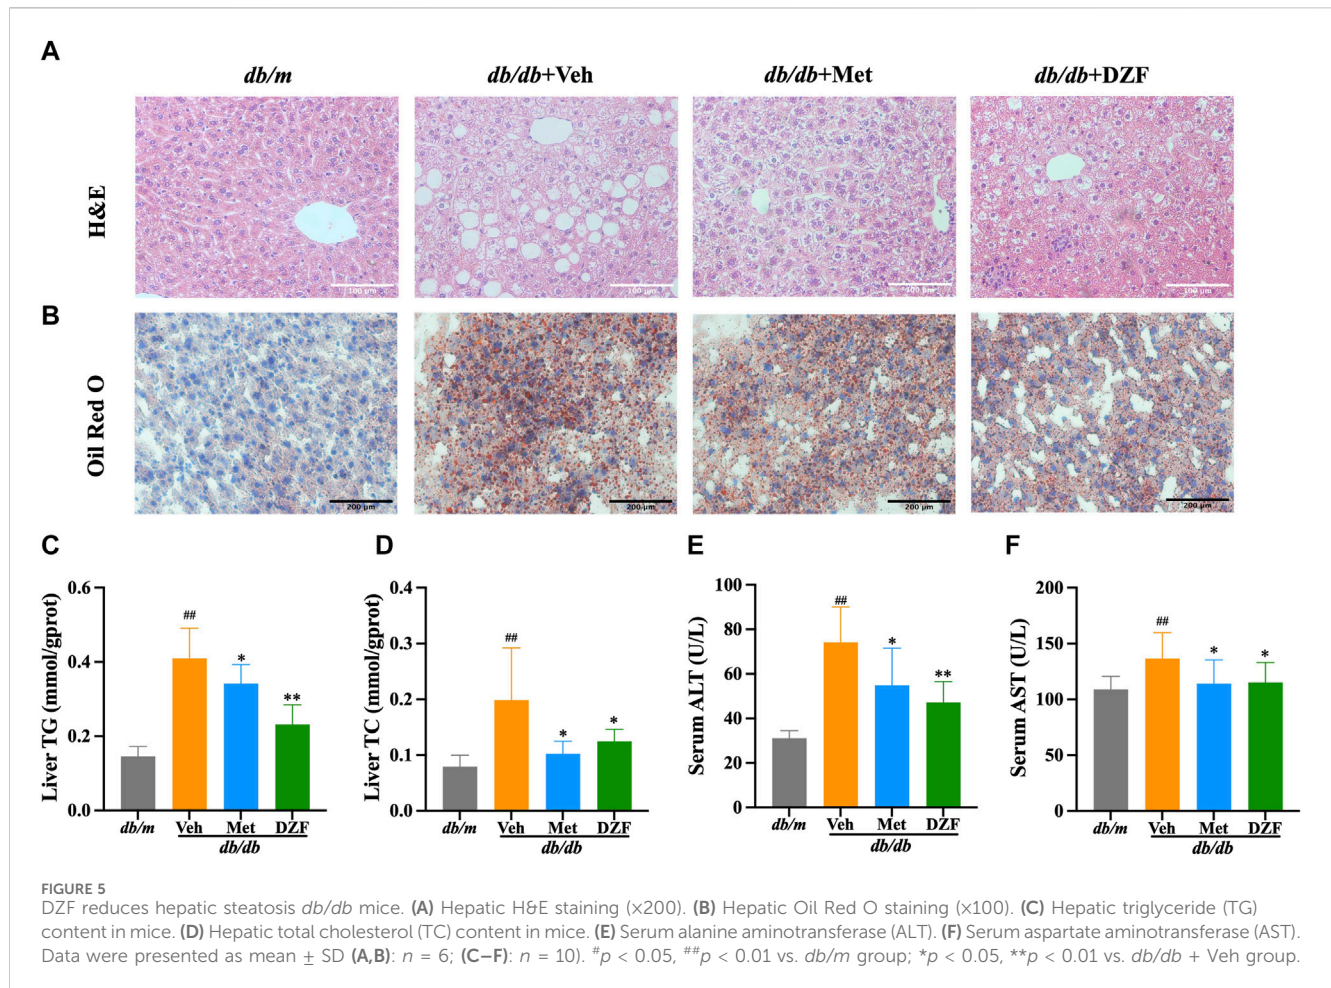 A
db/m
db/db+Veh
db/db+Met
db/db+DZF
H&E
100 μm
100 μm
100 μm
100 μm
B
Oil Red O
200 μm
200 μm
200 μm
200 μm
C
Liver TG (mmol/gprot)
0.6
0.4
0.2
0.0
##
*
**
db/m
Veh
Met
DZF
db/db
D
Liver TC (mmol/gprot)
0.4
0.3
0.2
0.1
0.0
##
*
*
db/m
Veh
Met
DZF
db/db
E
Serum ALT (U/L)
100
80
60
40
20
0
##
*
**
db/m
Veh
Met
DZF
db/db
F
Serum AST (U/L)
200
150
100
50
0
##
*
*
db/m
Veh
Met
DZF
db/db
FIGURE 5
DZF reduces hepatic steatosis db/db mice. (A) Hepatic H&E staining (×200). (B) Hepatic Oil Red O staining (×100). (C) Hepatic triglyceride (TG)
content in mice. (D) Hepatic total cholesterol (TC) content in mice. (E) Serum alanine aminotransferase (ALT). (F) Serum aspartate aminotransferase (AST).
Data were presented as mean ± SD (A,B): n = 6; (C–F): n = 10). #p < 0.05, ##p < 0.01 vs. db/m group; *p < 0.05, **p < 0.01 vs. db/db + Veh group.